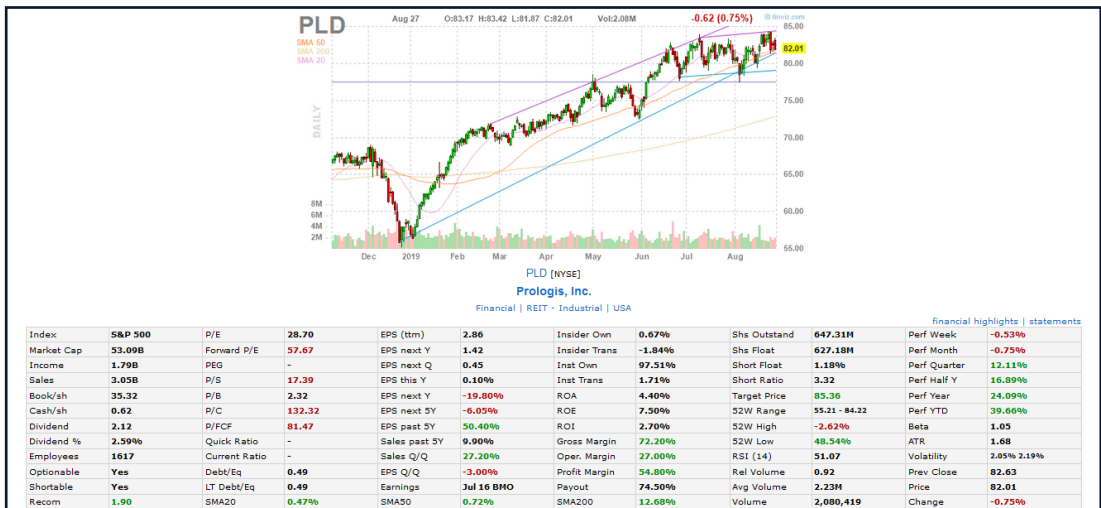 PLD Aug 27 O:83.17 H:83.42 L:81.87 C:82.01 Vol:2.08M -0.62 (0.75%) © finviz.com
SMA 50
SMA 200
SMA 20
DAILY
85.00
82.01
80.00
75.00
70.00
65.00
60.00
55.00
8M
6M
4M
2M
Dec 2019 Feb Mar Apr May Jun Jul Aug
PLD [NYSE]
Prologis, Inc.
Financial | REIT - Industrial | USA
financial highlights | statements
Index S&P 500 P/E 28.70 EPS (ttm) 2.86 Insider Own 0.67% Shs Outstand 647.31M Perf Week -0.53%
Market Cap 53.09B Forward P/E 57.67 EPS next Y 1.42 Insider Trans -1.84% Shs Float 627.18M Perf Month -0.75%
Income 1.79B PEG - EPS next Q 0.45 Inst Own 97.51% Short Float 1.18% Perf Quarter 12.11%
Sales 3.05B P/S 17.39 EPS this Y 0.10% Inst Trans 1.71% Short Ratio 3.32 Perf Half Y 16.89%
Book/sh 35.32 P/B 2.32 EPS next Y -19.80% ROA 4.40% Target Price 85.36 Perf Year 24.09%
Cash/sh 0.62 P/C 132.32 EPS next 5Y -6.05% ROE 7.50% 52W Range 55.21 - 84.22 Perf YTD 39.66%
Dividend 2.12 P/FCF 81.47 EPS past 5Y 50.40% ROI 2.70% 52W High -2.62% Beta 1.05
Dividend % 2.59% Quick Ratio - Sales past 5Y 9.90% Gross Margin 72.20% 52W Low 48.54% ATR 1.68
Employees 1617 Current Ratio - Sales Q/Q 27.20% Oper. Margin 27.00% RSI (14) 51.07 Volatility 2.05% 2.19%
Optionable Yes Debt/Eq 0.49 EPS Q/Q -3.00% Profit Margin 54.80% Rel Volume 0.92 Prev Close 82.63
Shortable Yes LT Debt/Eq 0.49 Earnings Jul 16 BMO Payout 74.50% Avg Volume 2.23M Price 82.01
Recom 1.90 SMA20 0.47% SMA50 0.72% SMA200 12.68% Volume 2,080,419 Change -0.75%